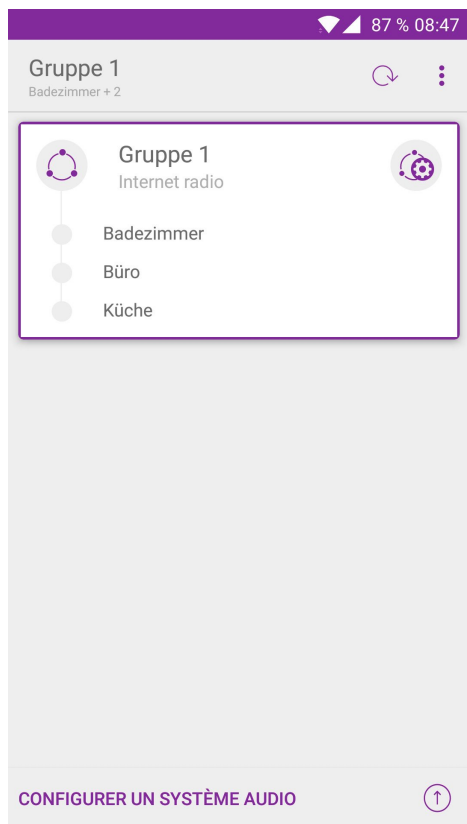 87 % 08:47
Gruppe 1
Badezimmer + 2
Gruppe 1
Internet radio
Badezimmer
Büro
Küche
CONFIGURER UN SYSTÈME AUDIO